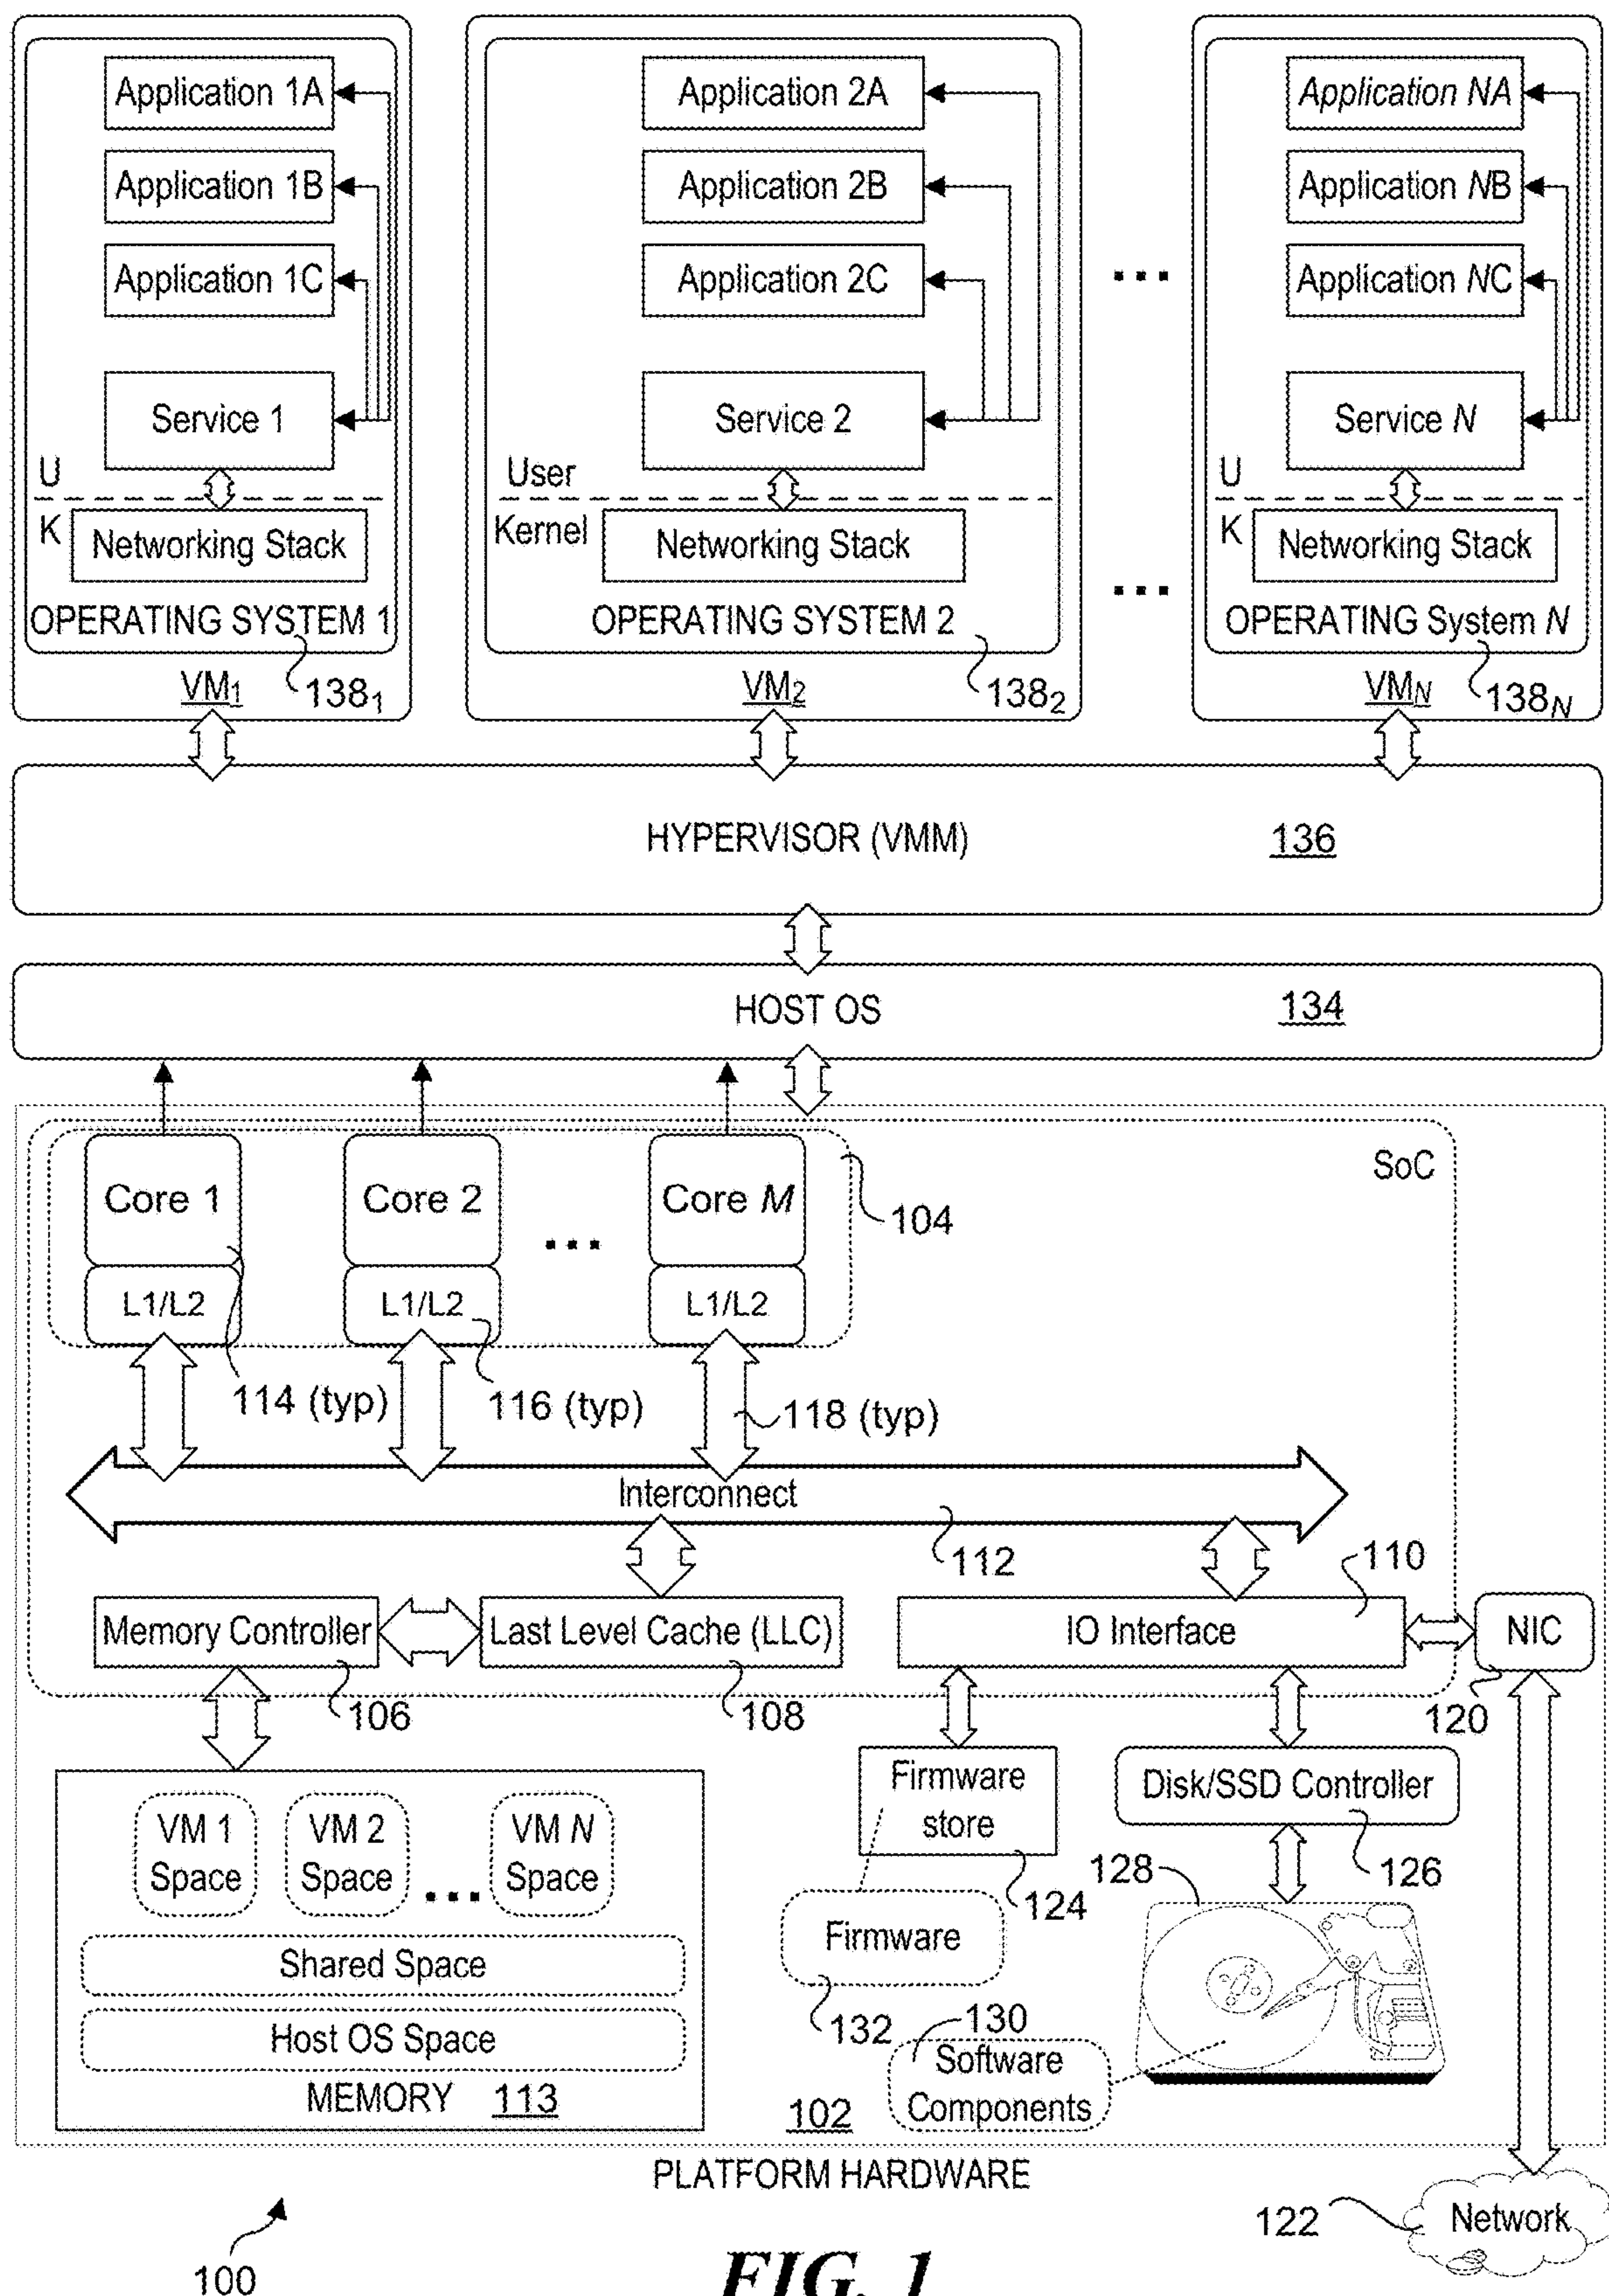 Application 1A
Application 1B
Application 1C
Service 1
U
K
Networking Stack
OPERATING SYSTEM 1
VM1
1381
Application 2A
Application 2B
Application 2C
Service 2
User
Kernel
Networking Stack
OPERATING SYSTEM 2
VM2
1382
...
...
Application NA
Application NB
Application NC
Service N
U
K
Networking Stack
OPERATING System N
VMN
138N
HYPERVISOR (VMM)
136
HOST OS
134
SoC
Core 1
Core 2
...
Core M
104
L1/L2
L1/L2
L1/L2
114 (typ)
116 (typ)
118 (typ)
Interconnect
112
110
Memory Controller
Last Level Cache (LLC)
IO Interface
NIC
106
108
120
VM 1
Space
VM 2
Space
...
VM N
Space
Shared Space
Host OS Space
MEMORY 113
Firmware
store
124
Disk/SSD Controller
126
128
Firmware
132
130
Software
Components
102
PLATFORM HARDWARE
122
Network
100
FIG. 1